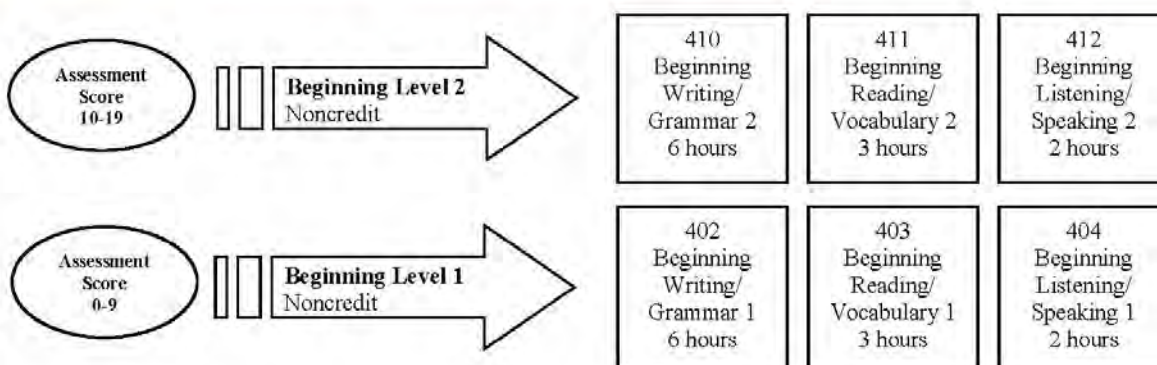 Assessment
Score
10-19
Beginning Level 2
Noncredit
410
Beginning
Writing/
Grammar 2
6 hours
411
Beginning
Reading/
Vocabulary 2
3 hours
412
Beginning
Listening/
Speaking 2
2 hours
Assessment
Score
0-9
Beginning Level 1
Noncredit
402
Beginning
Writing/
Grammar 1
6 hours
403
Beginning
Reading/
Vocabulary 1
3 hours
404
Beginning
Listening/
Speaking 1
2 hours